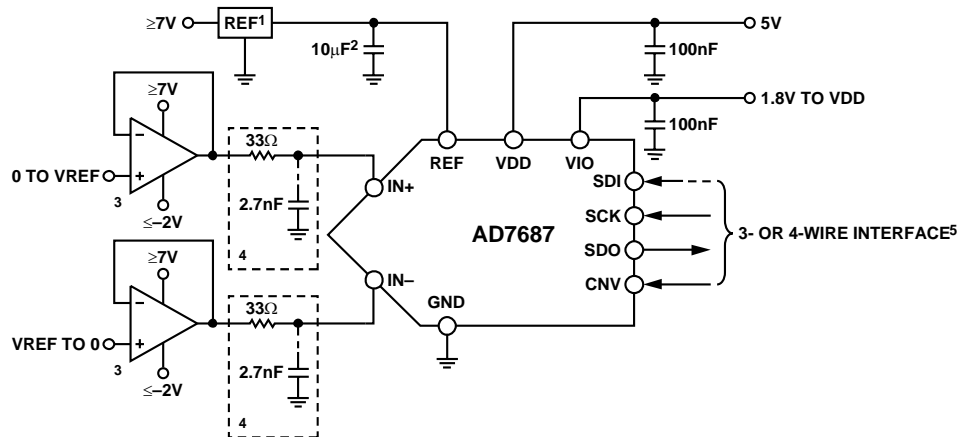 ≥7V
REF1
10μF2
5V
100nF
1.8V TO VDD
100nF
≥7V
−
+
0 TO VREF
3
≤–2V
33Ω
2.7nF
4
REF
VDD
VIO
IN+
IN–
GND
AD7687
SDI
SCK
SDO
CNV
3- OR 4-WIRE INTERFACE5
≥7V
−
+
VREF TO 0
3
≤–2V
33Ω
2.7nF
4